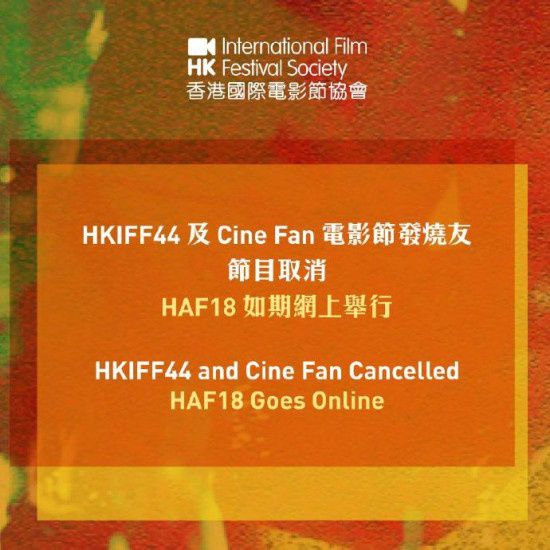 International Film
HK Festival Society
香港國際電影節協會
HKIFF44 及 Cine Fan 電影節發燒友
節目取消
HAF18 如期網上舉行
HKIFF44 and Cine Fan Cancelled
HAF18 Goes Online